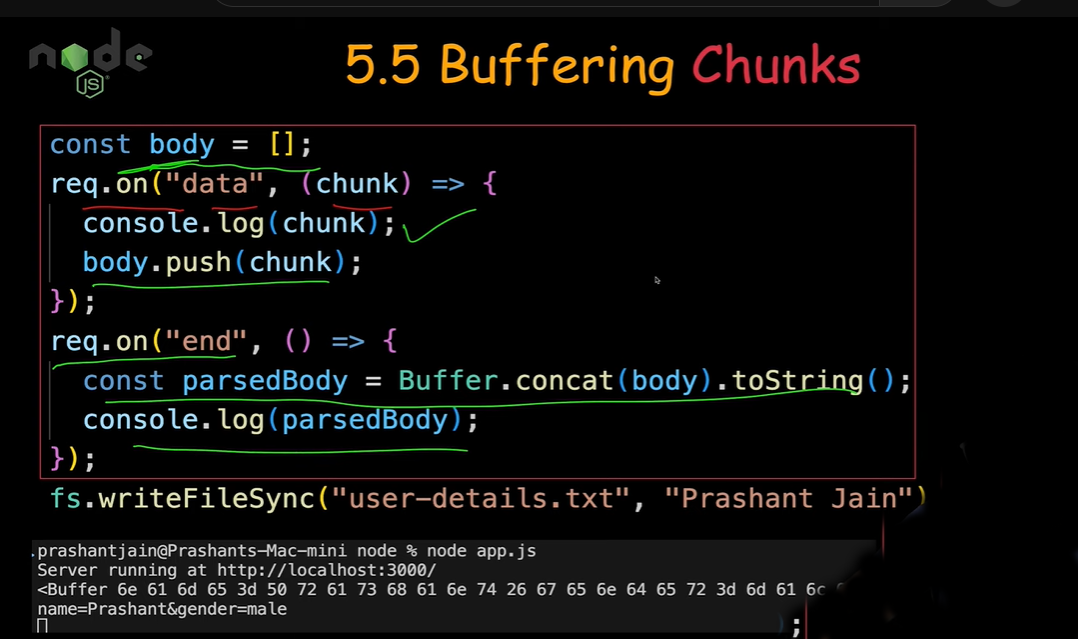 node
JS
5.5 Buffering Chunks
const body = [];
req.on("data", (chunk) => {
console.log(chunk);
body.push(chunk);
});
req.on("end", () => {
const parsedBody = Buffer.concat(body).toString();
console.log(parsedBody);
});
fs.writeFileSync("user-details.txt", "Prashant Jain")
.prashantjain@Prashants-Mac-mini node % node app.js
Server running at http://localhost:3000/
<Buffer 6e 61 6d 65 3d 50 72 61 73 68 61 6e 74 26 67 65 6e 64 65 72 3d 6d 61 6c
name=Prashant&gender=male
);